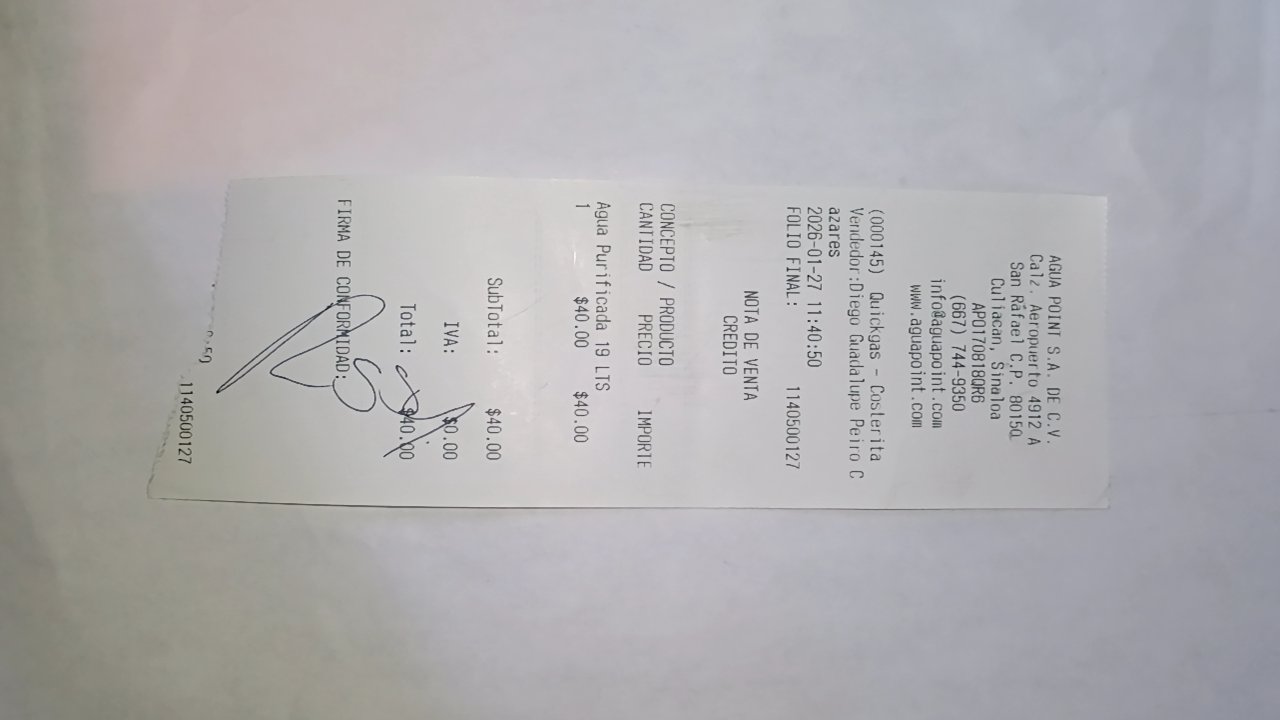 AGUA POINT S.A. DE C.V.
Calz. Aeropuerto 4912 A
San Rafael C.P. 80150
Culiacan, Sinaloa
APO170818QR6
(667) 744-9350
info@aguapoint.com
www.aguapoint.com
(000145) Quickgas - Costerita
Vendedor:Diego Guadalupe Peiro C
azares
2026-01-27 11:40:50
FOLIO FINAL: 1140500127
NOTA DE VENTA
CREDITO
CONCEPTO / PRODUCTO
CANTIDAD PRECIO IMPORTE
Agua Purificada 19 LTS
1 $40.00 $40.00
SubTotal: $40.00
IVA: $0.00
Total: $40.00
FIRMA DE CONFORMIDAD:
1140500127